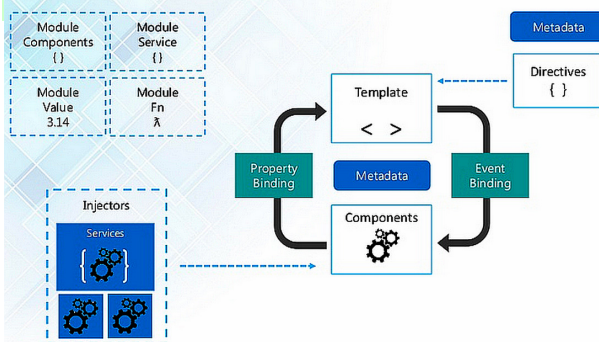 Module
Components
{ }
Module
Service
{ }
Module
Value
3.14
Module
Fn
ƛ
Metadata
Directives
{ }
Template
< >
Property
Binding
Metadata
Event
Binding
Components
Injectors
Services
{ }